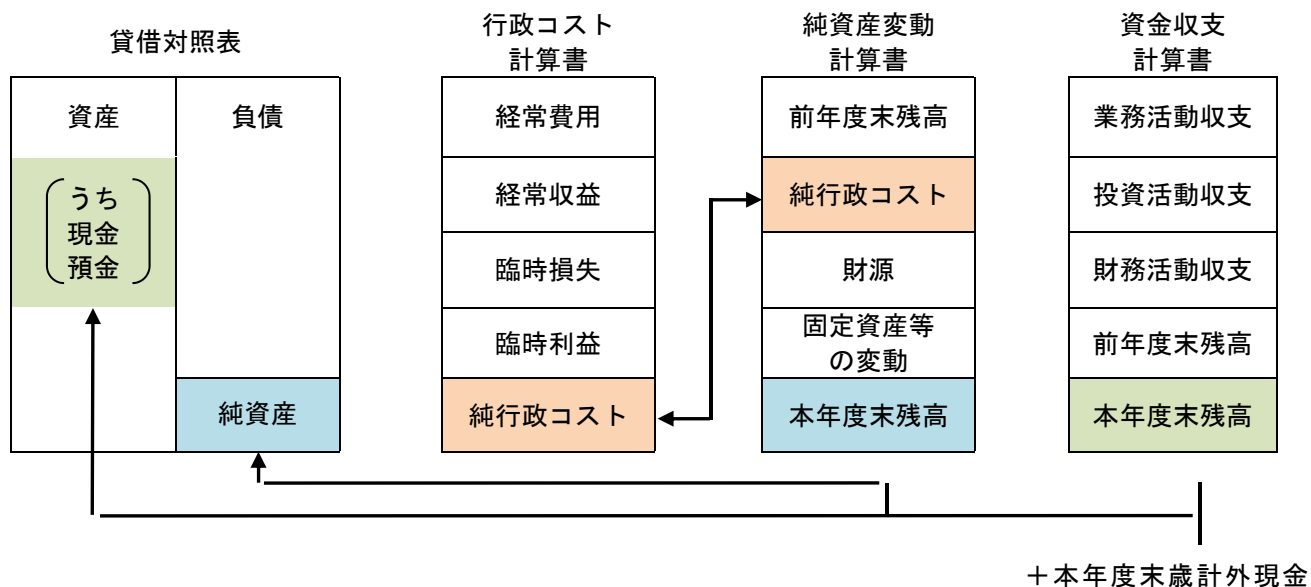 貸借対照表
資産
負債
うち
現金
預金
純資産
行政コスト
計算書
経常費用
経常収益
臨時損失
臨時利益
純行政コスト
純資産変動
計算書
前年度末残高
純行政コスト
財源
固定資産等
の変動
本年度末残高
資金収支
計算書
業務活動収支
投資活動収支
財務活動収支
前年度末残高
本年度末残高
＋本年度末歳計外現金